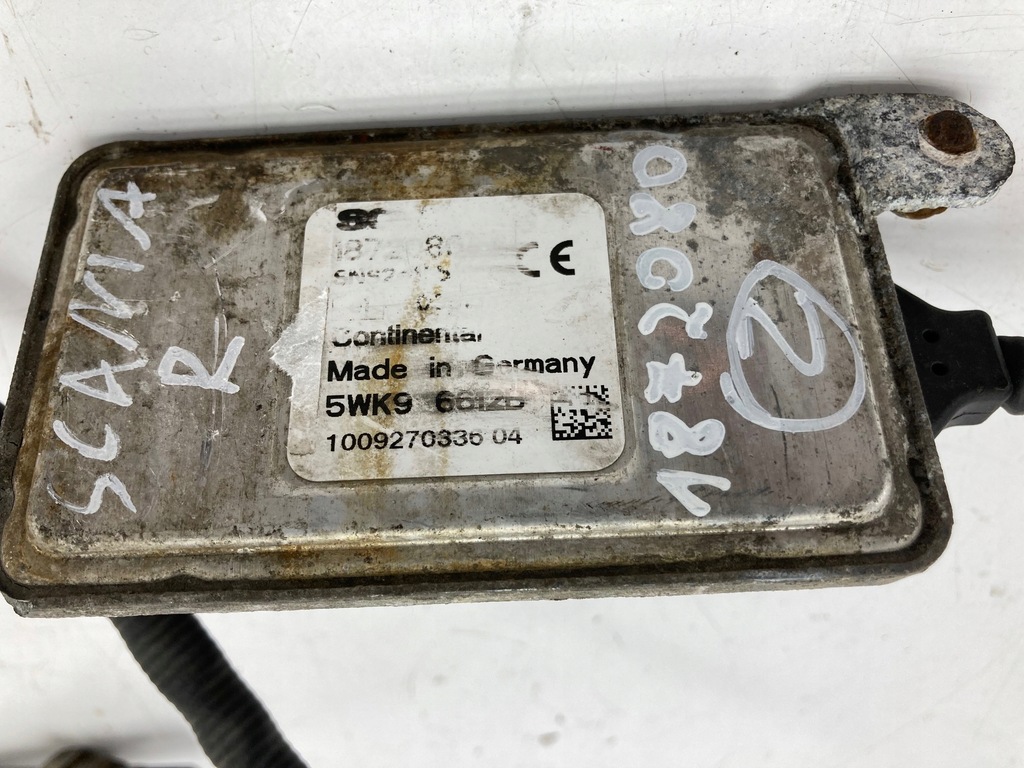 SCANIA
R
CE
Continental
Made in Germany
5WK9
1009270336 04
1872080
2